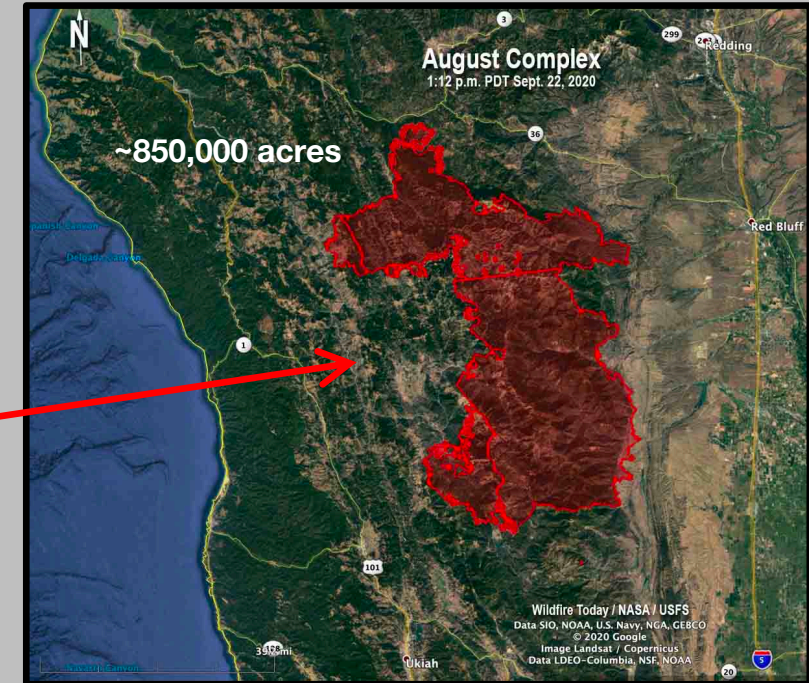 N
3
299
Redding
August Complex
1:12 p.m. PDT Sept. 22, 2020
~850,000 acres
36
Red Bluff
Delgada Canyon
1
101
Wildfire Today / NASA / USFS
Data SIO, NOAA, U.S. Navy, NGA, GEBCO
© 2020 Google
Image Landsat / Copernicus
Data LDEO-Columbia, NSF, NOAA
Ukiah
5
20